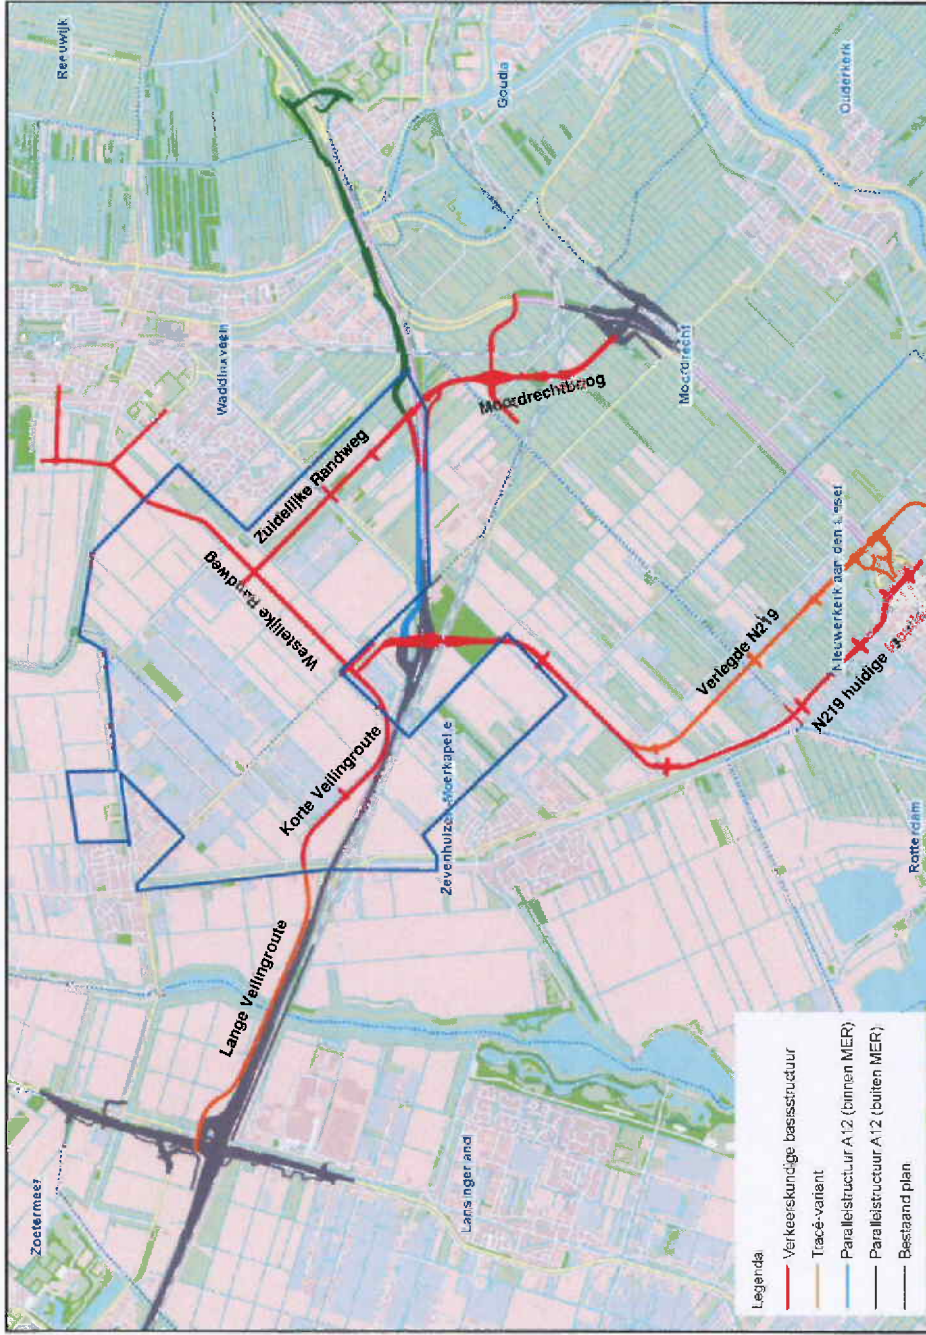 Reeuwijk
Zoetermeer
Waddinxveen
Gouda
Ouderkerk
Westelijke Randweg
Zuidelijke Randweg
Moordrechtboog
Moordrecht
Korte Veilingroute
Lange Veilingroute
Zevenhuizen-Moerkapelle
Verlegde N219
Nieuwerkerk aan den IJssel
N219 huidige
Lansingerland
Rotterdam
Legenda
Verkeerskundige basisstructuur
Tracé-variant
Parallelstructuur A12 (binnen MER)
Parallelstructuur A12 (buiten MER)
Bestaand plan